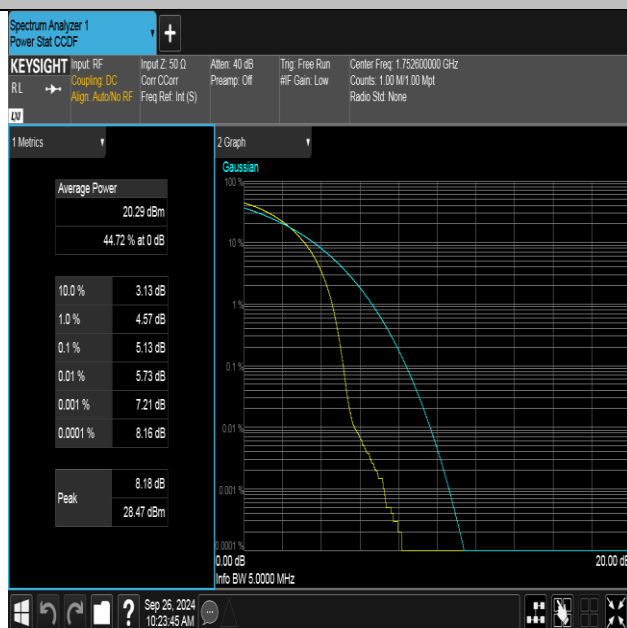 Spectrum Analyzer 1
Power Stat CCDF
+
KEYSIGHT
RL
LXI
Input: RF
Coupling: DC
Align: Auto/No RF
Input Z: 50 Ω
Corr CCorr
Freq Ref: Int (S)
Atten: 40 dB
Preamp: Off
Trig: Free Run
#IF Gain: Low
Center Freq: 1.752600000 GHz
Counts: 1.00 M/1.00 Mpt
Radio Std: None
1 Metrics
Average Power
20.29 dBm
44.72 % at 0 dB
10.0 % 3.13 dB
1.0 % 4.57 dB
0.1 % 5.13 dB
0.01 % 5.73 dB
0.001 % 7.21 dB
0.0001 % 8.16 dB
Peak
8.18 dB
28.47 dBm
2 Graph
Gaussian
100 %
10 %
1 %
0.1 %
0.01 %
0.001 %
0.0001 %
0.00 dB
20.00 dB
Info BW 5.0000 MHz
?
Sep 26, 2024
10:23:45 AM